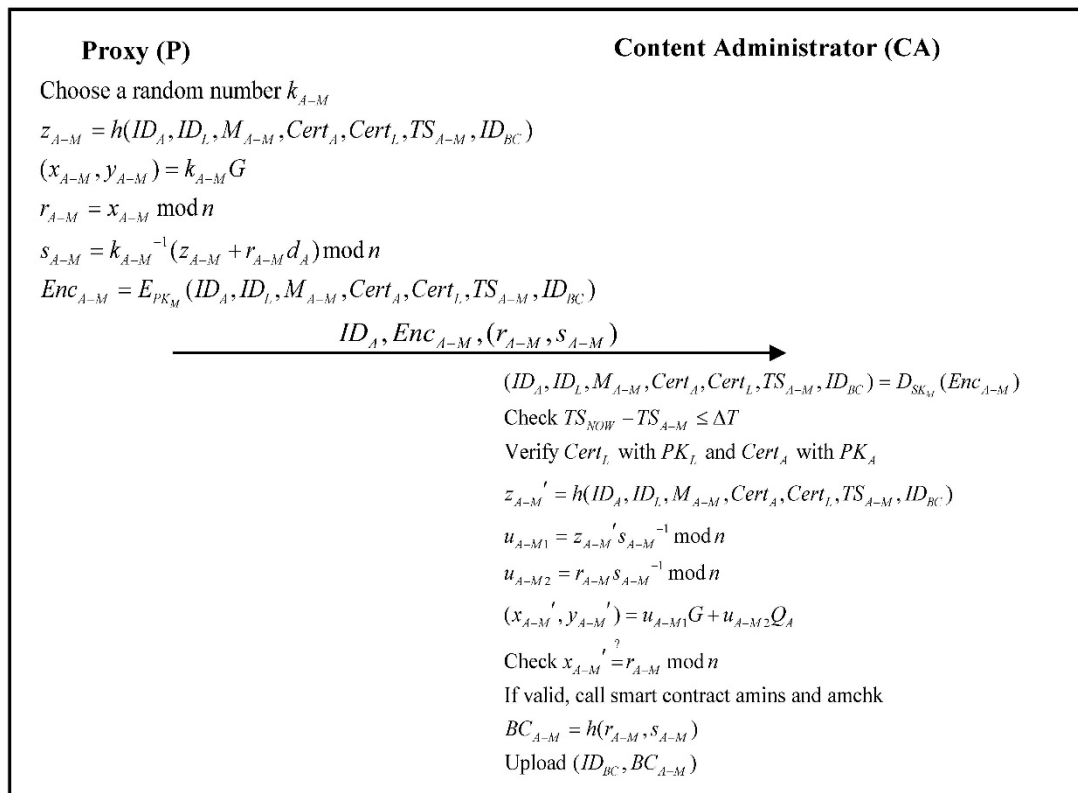 Proxy (P)
Content Administrator (CA)
Choose a random number k_{A-M}
z_{A-M} = h(ID_A, ID_L, M_{A-M}, Cert_A, Cert_L, TS_{A-M}, ID_{BC})
(x_{A-M}, y_{A-M}) = k_{A-M}G
r_{A-M} = x_{A-M} mod n
s_{A-M} = k_{A-M}^{-1}(z_{A-M} + r_{A-M}d_A) mod n
Enc_{A-M} = E_{PK_M}(ID_A, ID_L, M_{A-M}, Cert_A, Cert_L, TS_{A-M}, ID_{BC})
ID_A, Enc_{A-M}, (r_{A-M}, s_{A-M})
(ID_A, ID_L, M_{A-M}, Cert_A, Cert_L, TS_{A-M}, ID_{BC}) = D_{SK_M}(Enc_{A-M})
Check TS_{NOW} − TS_{A-M} ≤ ΔT
Verify Cert_L with PK_L and Cert_A with PK_A
z_{A-M}' = h(ID_A, ID_L, M_{A-M}, Cert_A, Cert_L, TS_{A-M}, ID_{BC})
u_{A-M1} = z_{A-M}' s_{A-M}^{-1} mod n
u_{A-M2} = r_{A-M} s_{A-M}^{-1} mod n
(x_{A-M}', y_{A-M}') = u_{A-M1}G + u_{A-M2}Q_A
Check x_{A-M}' =? r_{A-M} mod n
If valid, call smart contract amins and amchk
BC_{A-M} = h(r_{A-M}, s_{A-M})
Upload (ID_{BC}, BC_{A-M})